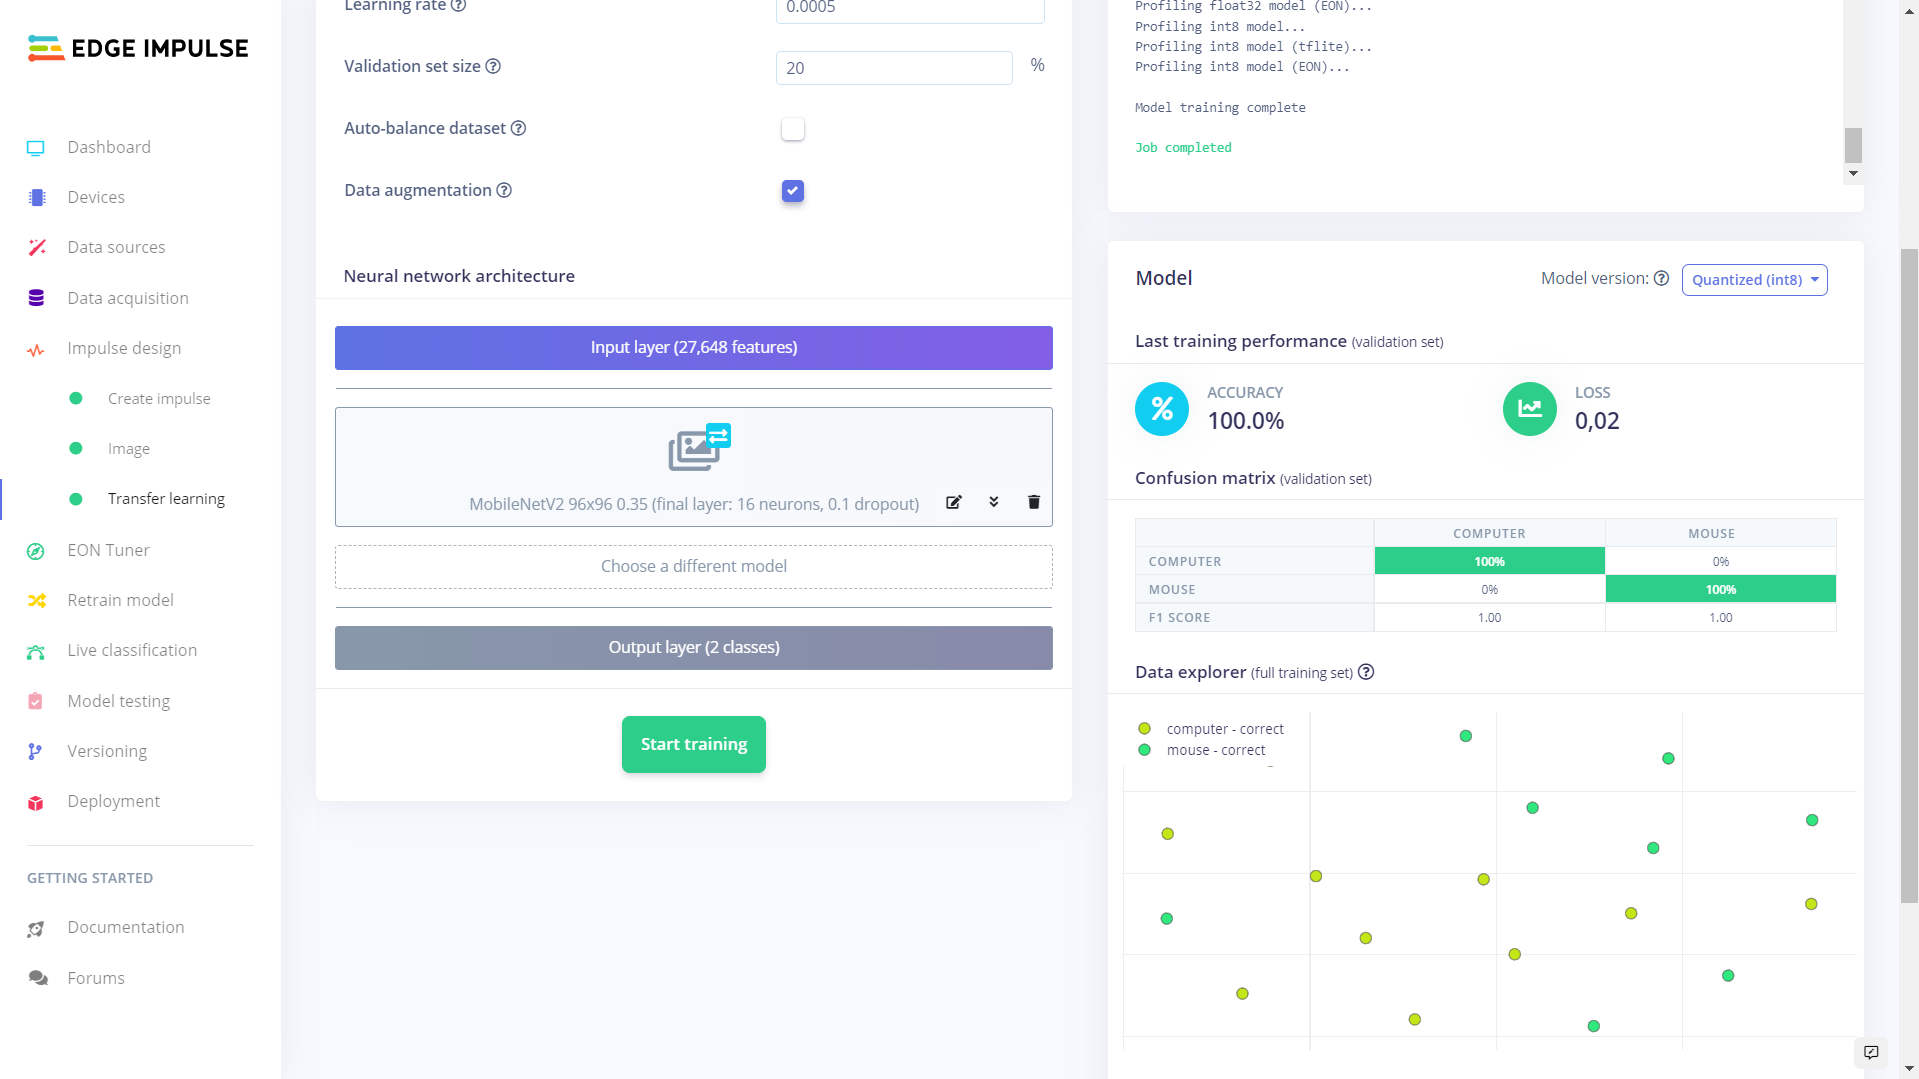 EDGE IMPULSE
Dashboard
Devices
Data sources
Data acquisition
Impulse design
Create impulse
Image
Transfer learning
EON Tuner
Retrain model
Live classification
Model testing
Versioning
Deployment
GETTING STARTED
Documentation
Forums
Learning rate
0.0005
Validation set size
20
%
Auto-balance dataset
Data augmentation
Neural network architecture
Input layer (27,648 features)
MobileNetV2 96x96 0.35 (final layer: 16 neurons, 0.1 dropout)
Choose a different model
Output layer (2 classes)
Start training
Profiling float32 model (EON)...
Profiling int8 model...
Profiling int8 model (tflite)...
Profiling int8 model (EON)...
Model training complete
Job completed
Model
Model version:
Quantized (int8)
Last training performance (validation set)
%
ACCURACY
100.0%
LOSS
0,02
Confusion matrix (validation set)
COMPUTER MOUSE
COMPUTER 100% 0%
MOUSE 0% 100%
F1 SCORE 1.00 1.00
Data explorer (full training set)
computer - correct
mouse - correct